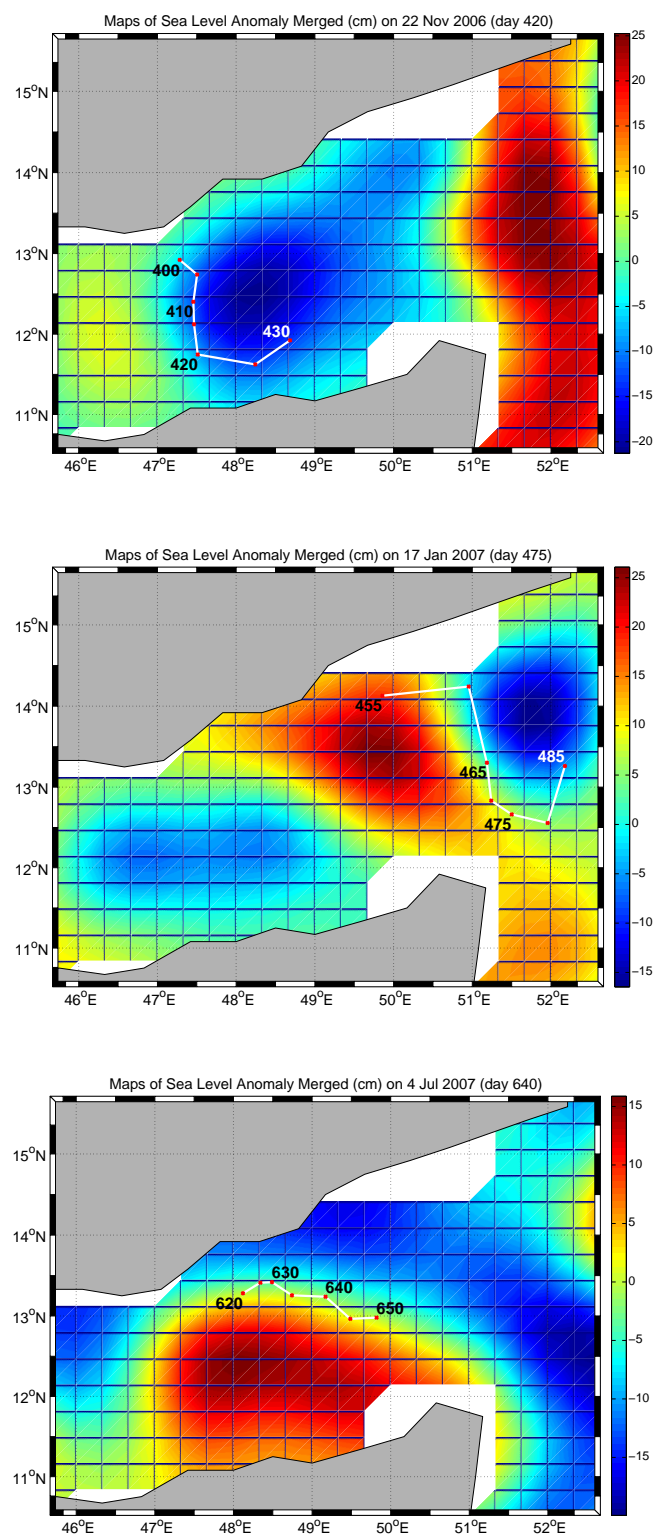 Maps of Sea Level Anomaly Merged (cm) on 22 Nov 2006 (day 420)
25
20
15
10
5
0
−5
−10
−15
−20
15°N
14°N
13°N
12°N
11°N
400
410
420
430
46°E 47°E 48°E 49°E 50°E 51°E 52°E
Maps of Sea Level Anomaly Merged (cm) on 17 Jan 2007 (day 475)
25
20
15
10
5
0
−5
−10
−15
15°N
14°N
13°N
12°N
11°N
455
465
475
485
46°E 47°E 48°E 49°E 50°E 51°E 52°E
Maps of Sea Level Anomaly Merged (cm) on 4 Jul 2007 (day 640)
15
10
5
0
−5
−10
−15
15°N
14°N
13°N
12°N
11°N
620
630
640
650
46°E 47°E 48°E 49°E 50°E 51°E 52°E